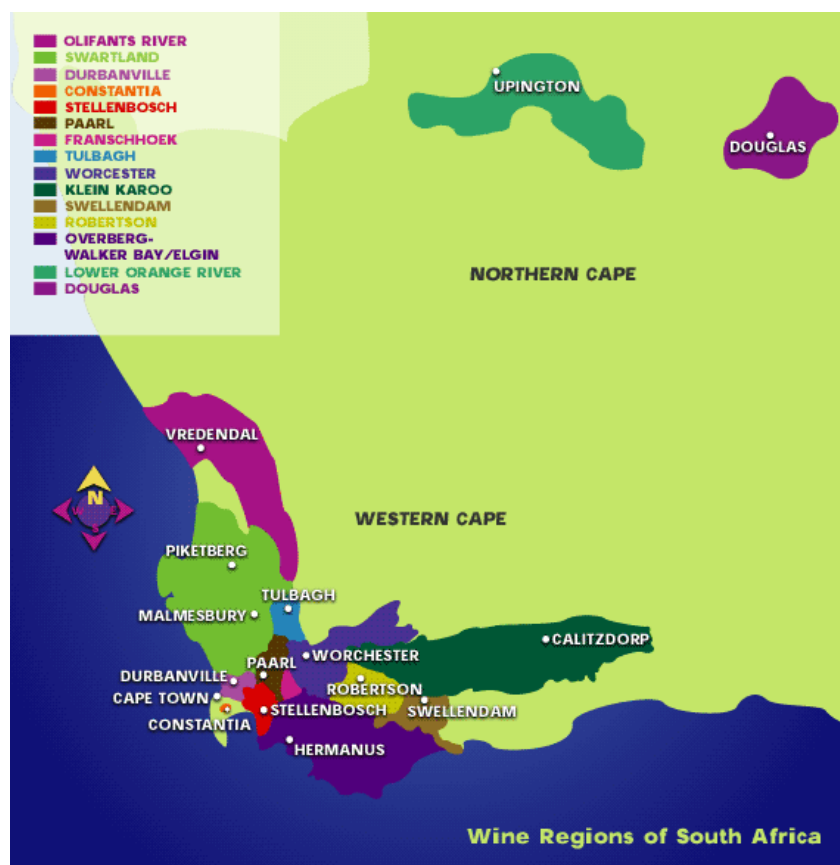 OLIFANTS RIVER
SWARTLAND
DURBANVILLE
CONSTANTIA
STELLENBOSCH
PAARL
FRANSCHHOEK
TULBAGH
WORCESTER
KLEIN KAROO
SWELLENDAM
ROBERTSON
OVERBERG-
WALKER BAY/ELGIN
LOWER ORANGE RIVER
DOUGLAS
UPINGTON
DOUGLAS
NORTHERN CAPE
VREDENDAL
N
W E
S
WESTERN CAPE
PIKETBERG
TULBAGH
MALMESBURY
CALITZDORP
WORCHESTER
PAARL
DURBANVILLE
ROBERTSON
CAPE TOWN
STELLENBOSCH
SWELLENDAM
CONSTANTIA
HERMANUS
Wine Regions of South Africa